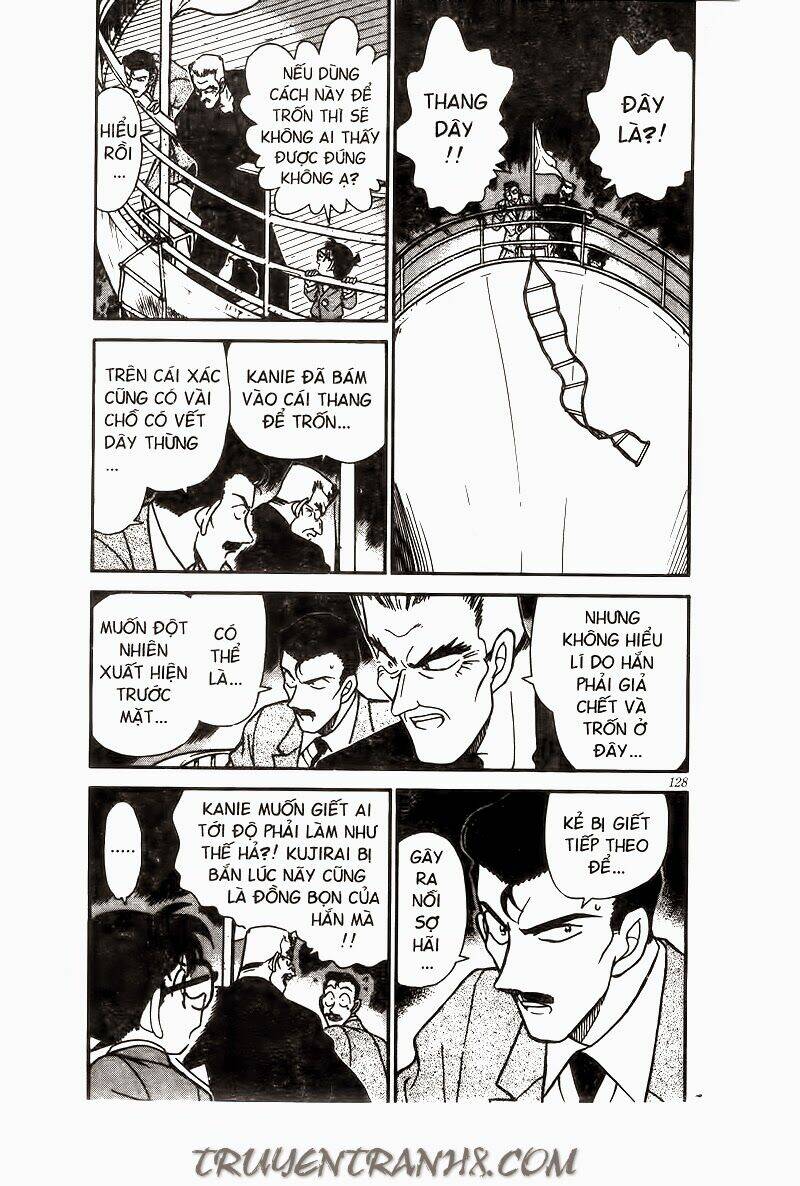 ĐÂY
LÀ?!
THANG
DÂY
!!
NẾU DÙNG
CÁCH NÀY ĐỂ
TRỐN THÌ SẼ
KHÔNG AI THẤY
ĐƯỢC ĐÚNG
KHÔNG Ạ?
HIỂU
RỒI
...
KANIE ĐÃ BÁM
VÀO CÁI THANG
ĐỂ TRỐN...
TRÊN CÁI XÁC
CŨNG CÓ VÀI
CHỖ CÓ VẾT
DÂY THỪNG
...
NHƯNG
KHÔNG HIỂU
LÍ DO HẮN
PHẢI GIẢ
CHẾT VÀ
TRỐN Ở
ĐÂY...
CÓ
THỂ
LÀ...
MUỐN ĐỘT
NHIÊN
XUẤT HIỆN
TRƯỚC
MẶT...
128
KẺ BỊ GIẾT
TIẾP THEO
ĐỂ...
GÂY
RA
NỖI
SỢ
HÃI
...
KANIE MUỐN GIẾT AI
TỚI ĐỘ PHẢI LÀM NHƯ
THẾ HẢ?! KUJIRAI BỊ
BẮN LÚC NÃY CŨNG
LÀ ĐỒNG BỌN CỦA
HẮN MÀ
!!
.....
TRUYENTRANH8.COM